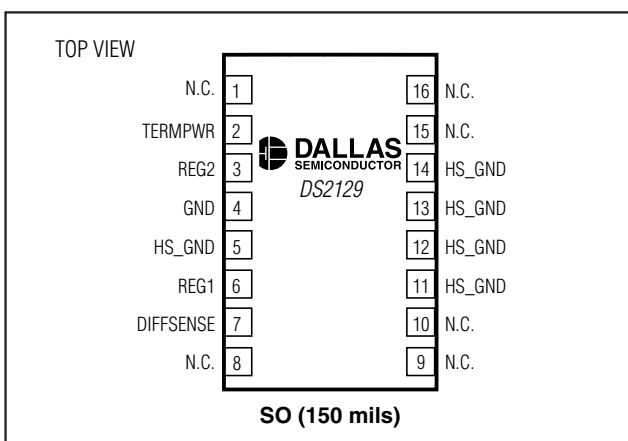 TOP VIEW
N.C. 1
TERMPWR 2
REG2 3
GND 4
HS_GND 5
REG1 6
DIFFSENSE 7
N.C. 8
DALLAS
SEMICONDUCTOR
DS2129
16 N.C.
15 N.C.
14 HS_GND
13 HS_GND
12 HS_GND
11 HS_GND
10 N.C.
9 N.C.
SO (150 mils)